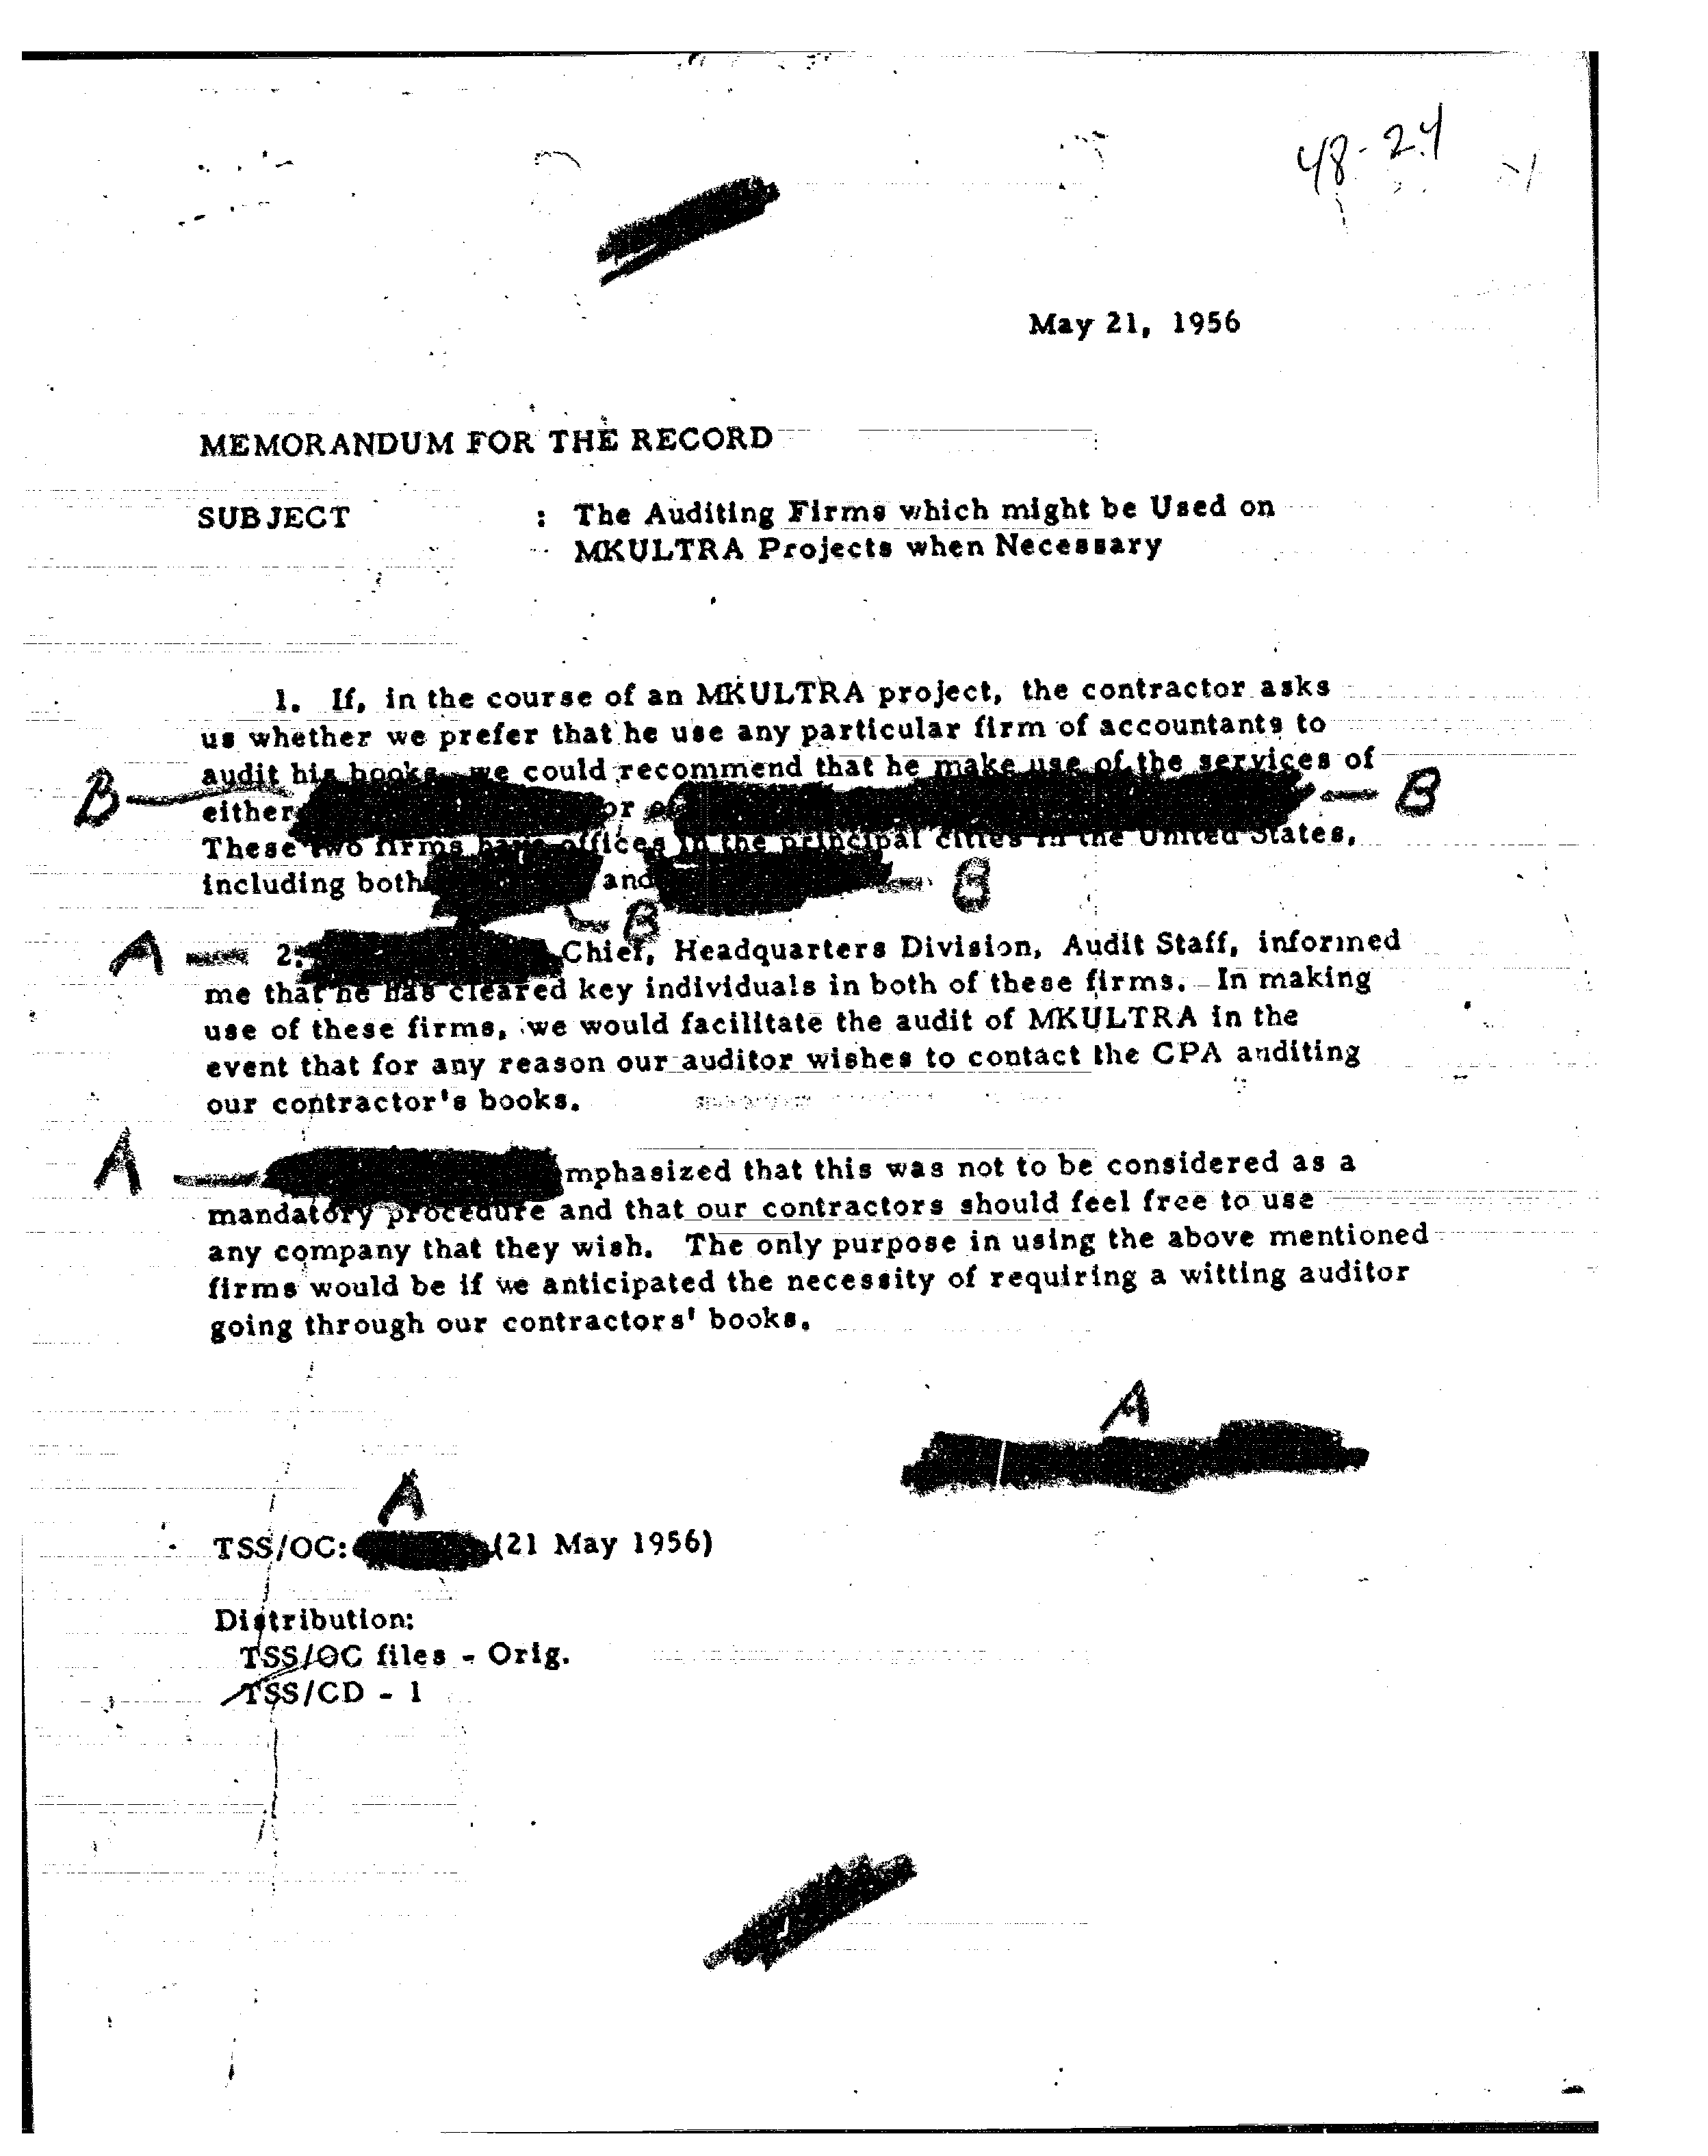 48-24
May 21, 1956
MEMORANDUM FOR THE RECORD
SUBJECT : The Auditing Firms which might be Used on
MKULTRA Projects when Necessary
1. If, in the course of an MKULTRA project, the contractor asks
us whether we prefer that he use any particular firm of accountants to
audit his books, we could recommend that he make use of the services of
B either or of B
These two firms have offices in the principal cities in the United States,
including both and B
B
A 2. Chief, Headquarters Division, Audit Staff, informed
me that he has cleared key individuals in both of these firms. In making
use of these firms, we would facilitate the audit of MKULTRA in the
event that for any reason our auditor wishes to contact the CPA auditing
our contractor's books.
A mphasized that this was not to be considered as a
mandatory procedure and that our contractors should feel free to use
any company that they wish. The only purpose in using the above mentioned
firms would be if we anticipated the necessity of requiring a witting auditor
going through our contractors' books.
A
A
TSS/OC: (21 May 1956)
Distribution:
TSS/OC files - Orig.
TSS/CD - 1